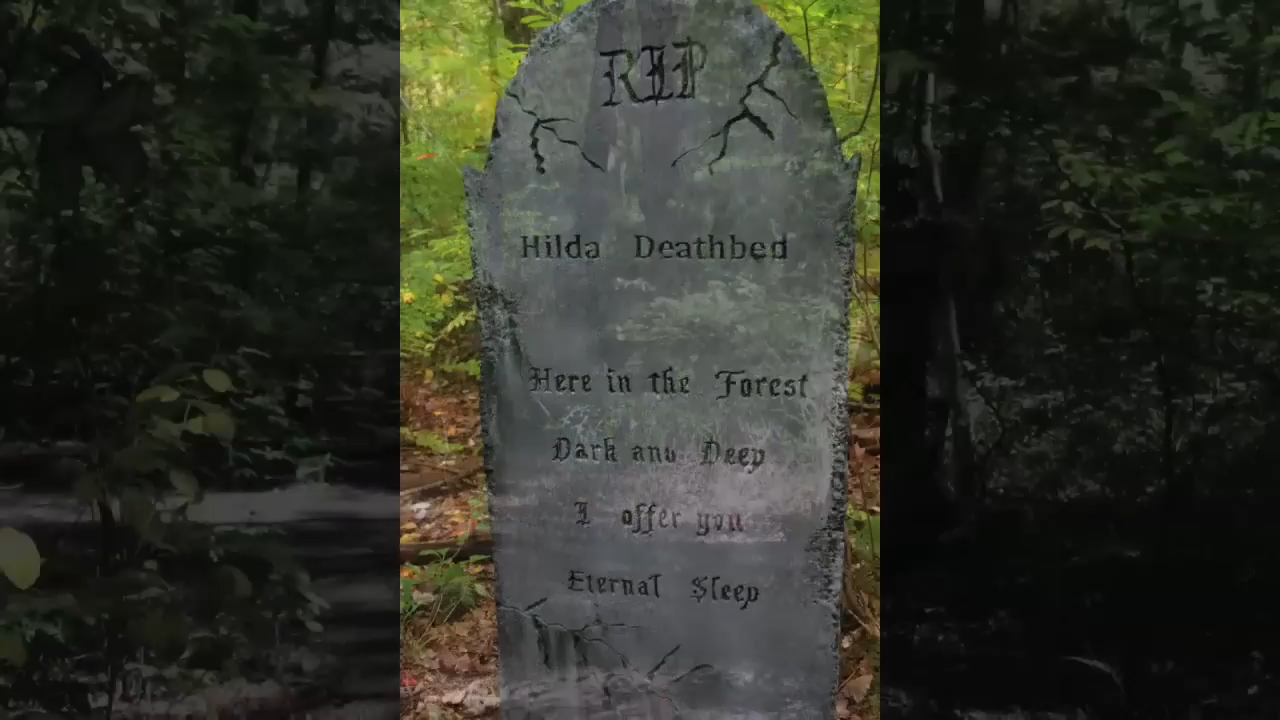 RIP
Hilda Deathbed
Here in the Forest
Dark and Deep
I offer you
Eternal Sleep